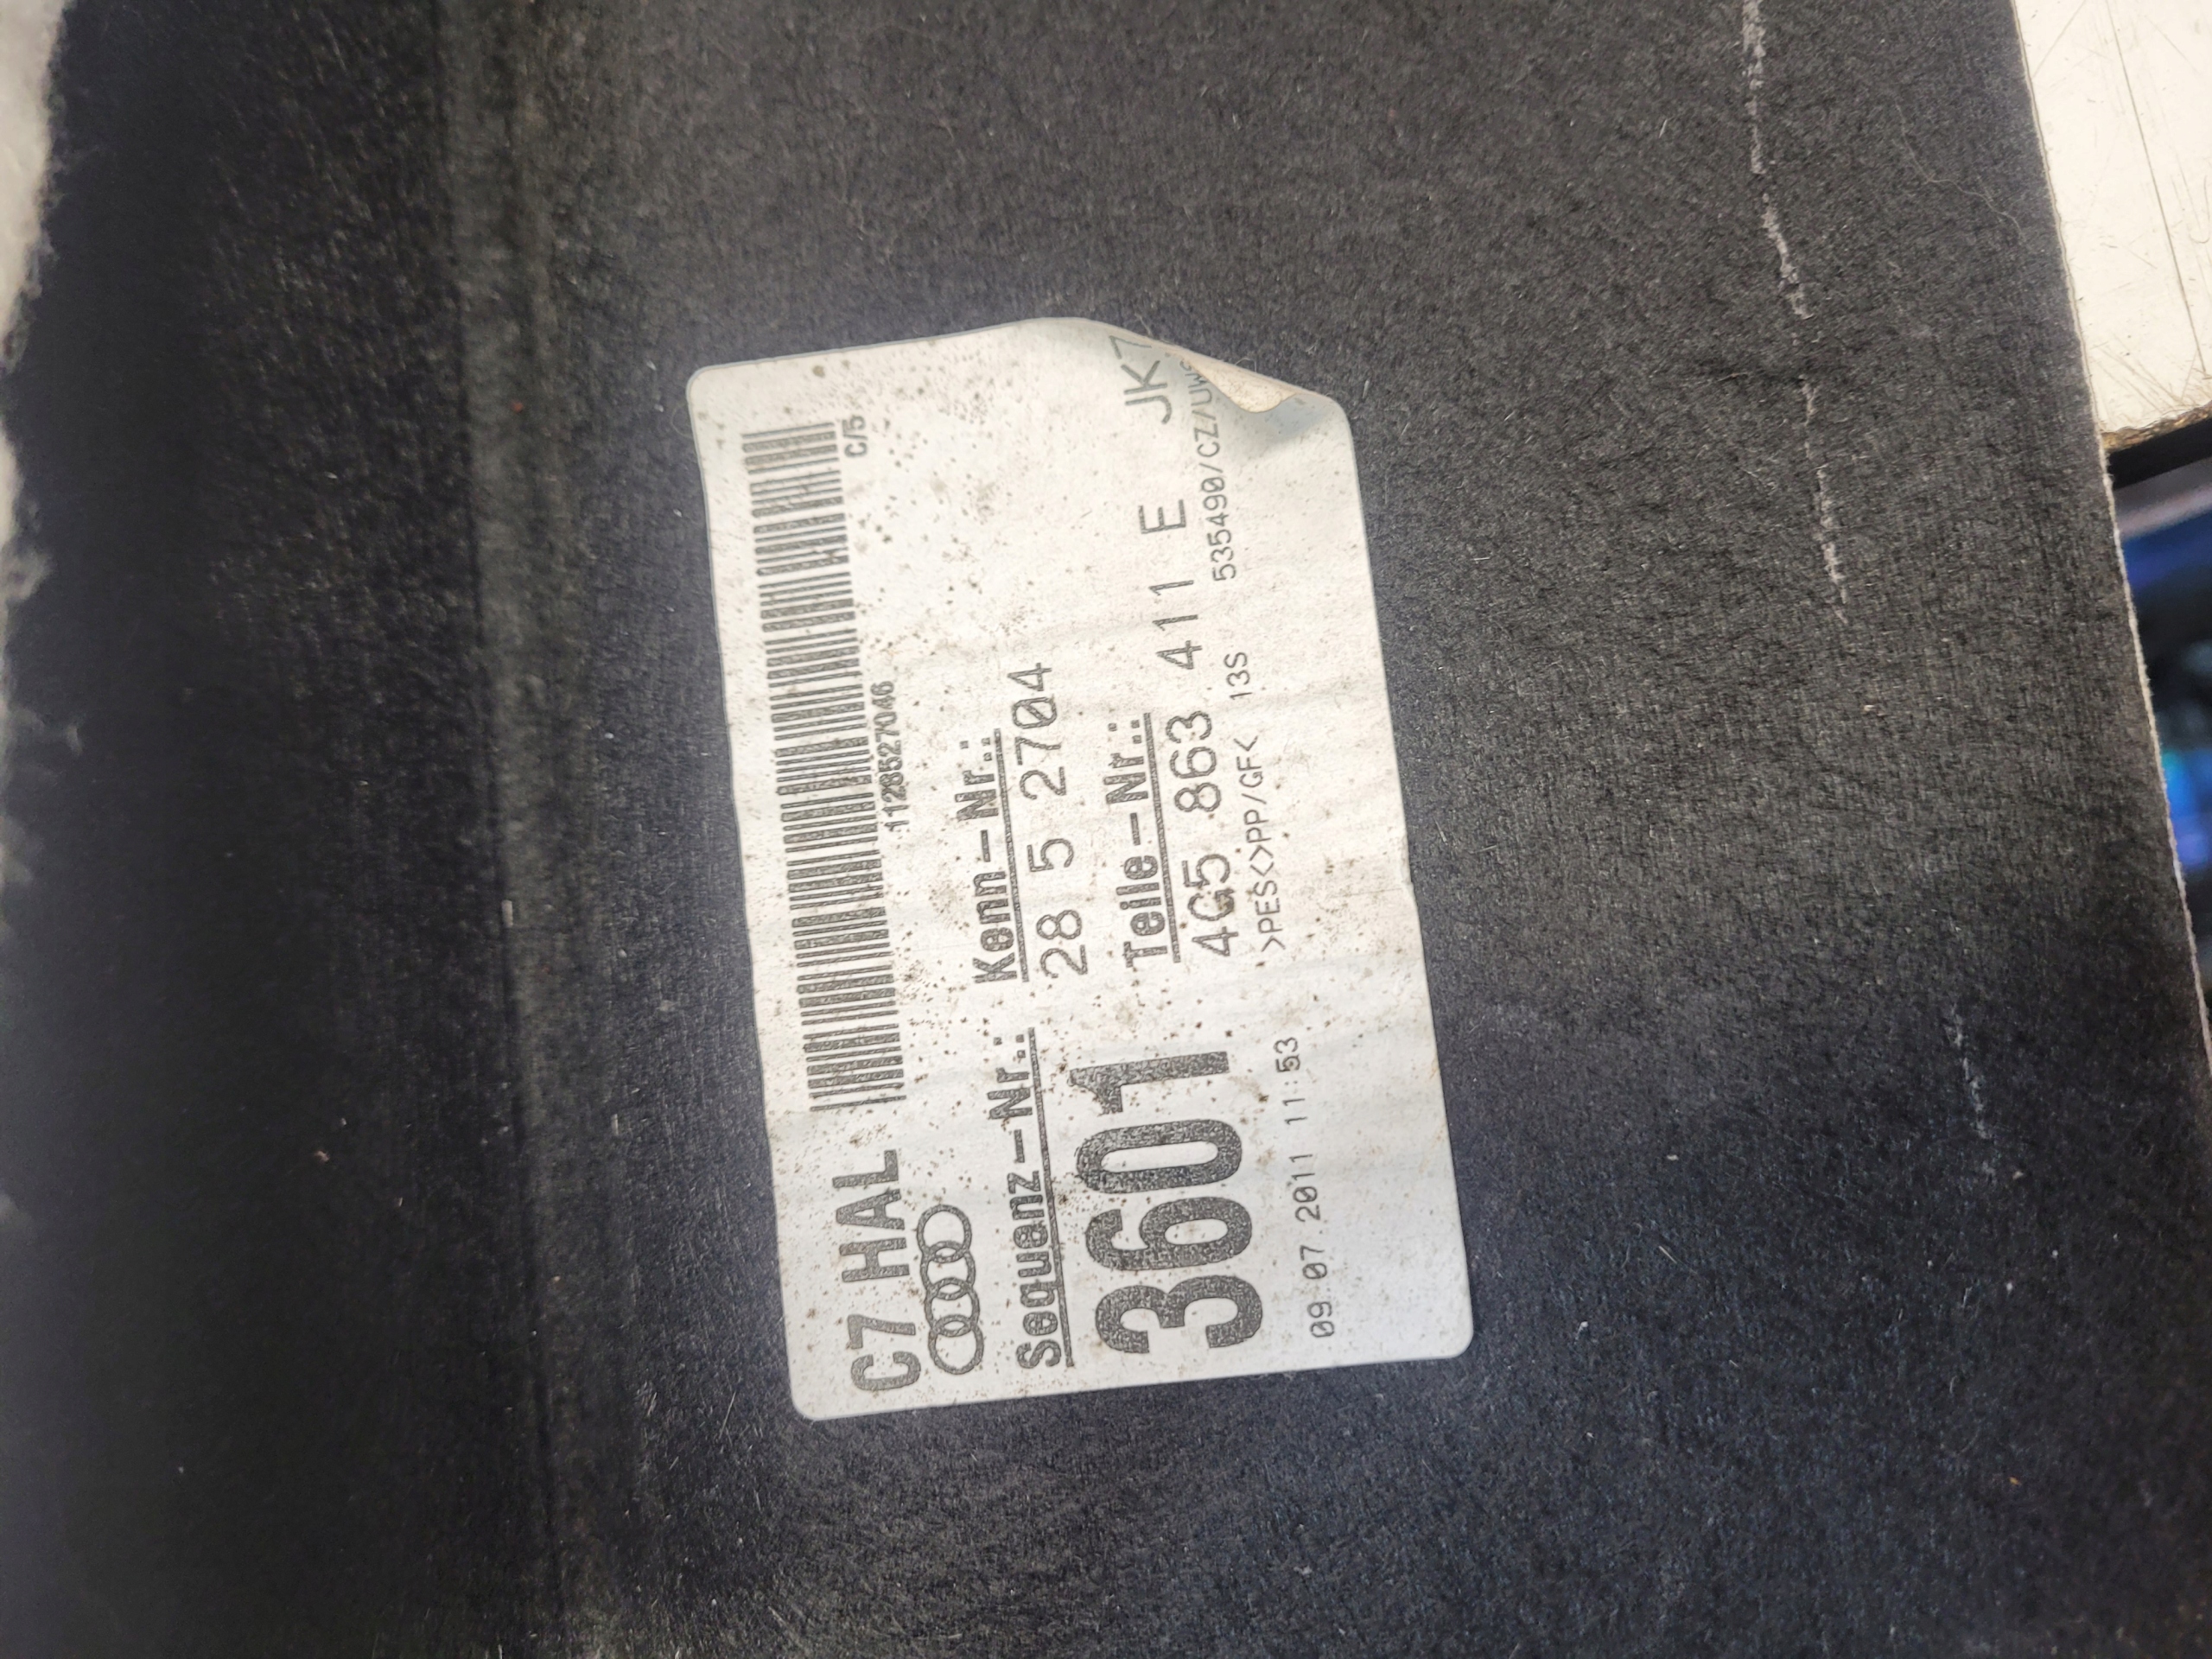 C7 HAL
1128527046
C/5
Sequenz-Nr.:
3601
09.07.2011 11:53
Kenn-Nr.:
28 5 2704
Teile-Nr.:
4G5 863 411 E JK7
>PES<>PP/GF< 13S 535490/CZ/UW